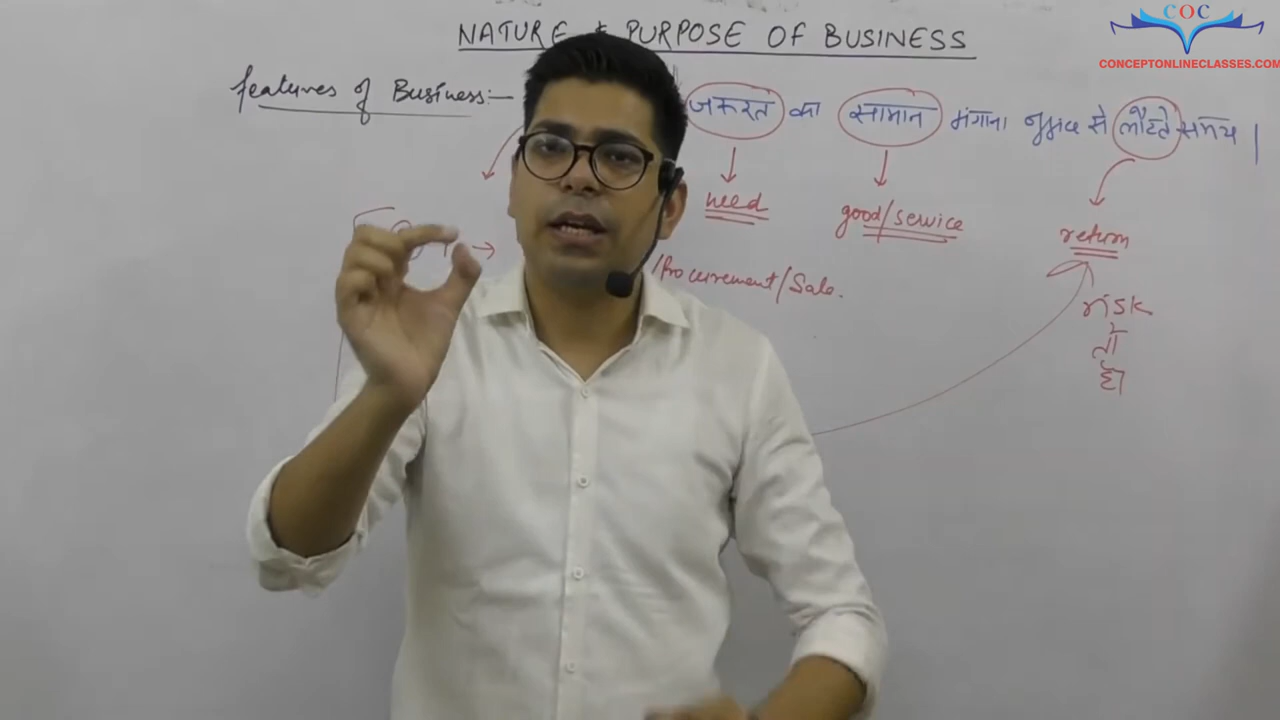 COC
CONCEPTONLINECLASSES.COM
NATURE & PURPOSE OF BUSINESS
features of Business:-
जरूरत का सामान मंगाना जुम्मन से लौटते समय |
need
good/service
return
/Procurement/Sale.
risk
तो
है